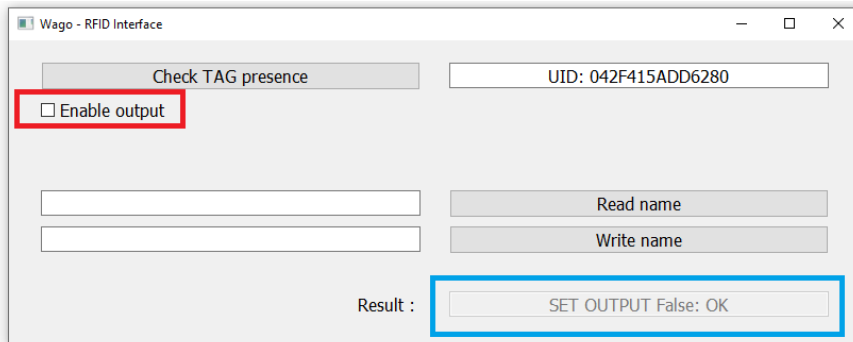 Wago - RFID Interface
Check TAG presence
UID: 042F415ADD6280
Enable output
Read name
Write name
Result :
SET OUTPUT False: OK